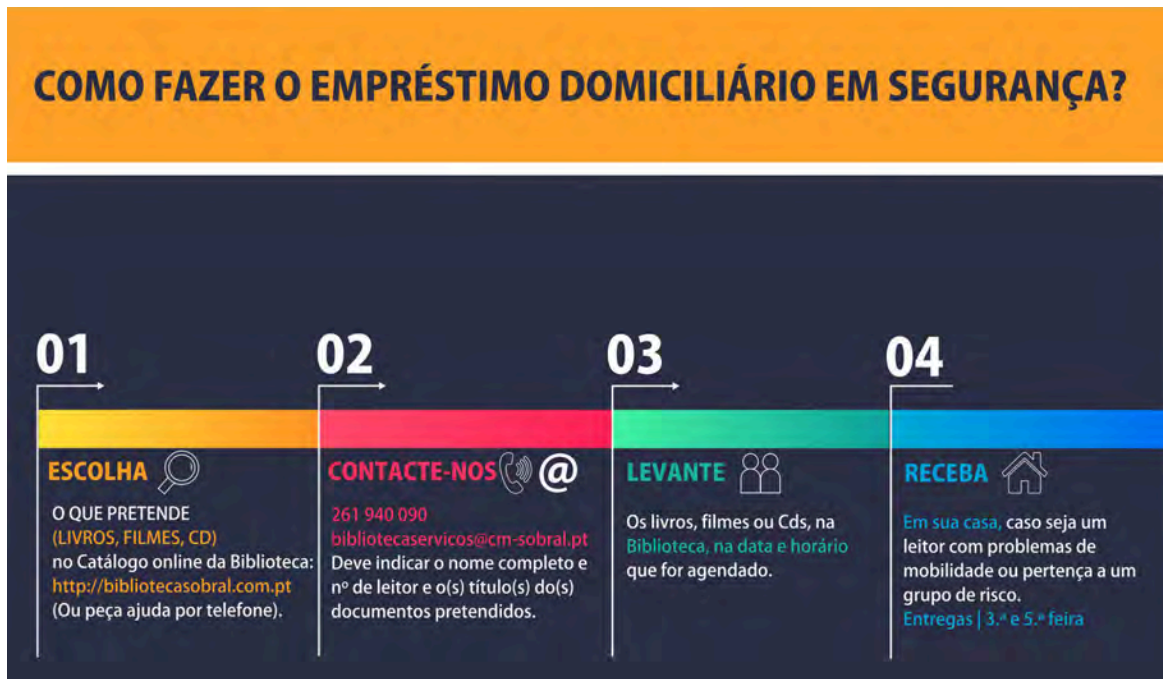 COMO FAZER O EMPRÉSTIMO DOMICILIÁRIO EM SEGURANÇA?
01
ESCOLHA
O QUE PRETENDE
(LIVROS, FILMES, CD)
no Catálogo online da Biblioteca:
http://bibliotecasobral.com.pt
(Ou peça ajuda por telefone).
02
CONTACTE-NOS @
261 940 090
bibliotecaservicos@cm-sobral.pt
Deve indicar o nome completo e
nº de leitor e o(s) título(s) do(s)
documentos pretendidos.
03
LEVANTE
Os livros, filmes ou Cds, na
Biblioteca, na data e horário
que for agendado.
04
RECEBA
Em sua casa, caso seja um
leitor com problemas de
mobilidade ou pertença a um
grupo de risco.
Entregas | 3.ª e 5.ª feira